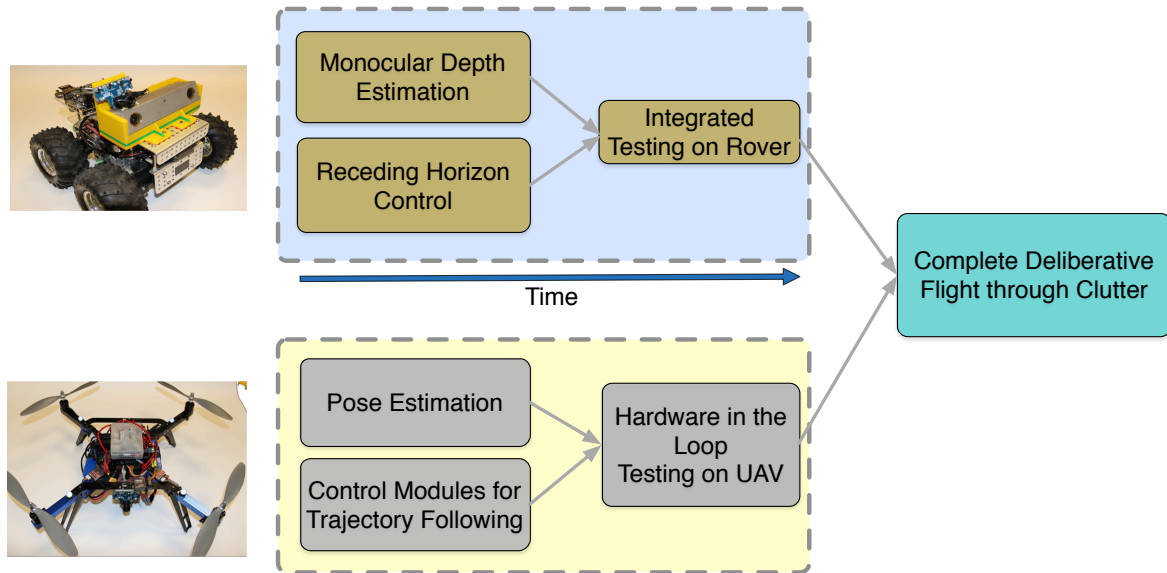 Monocular Depth
Estimation
Integrated
Testing on Rover
Receding Horizon
Control
Complete Deliberative
Flight through Clutter
Time
Pose Estimation
Hardware in the
Loop
Testing on UAV
Control Modules for
Trajectory Following